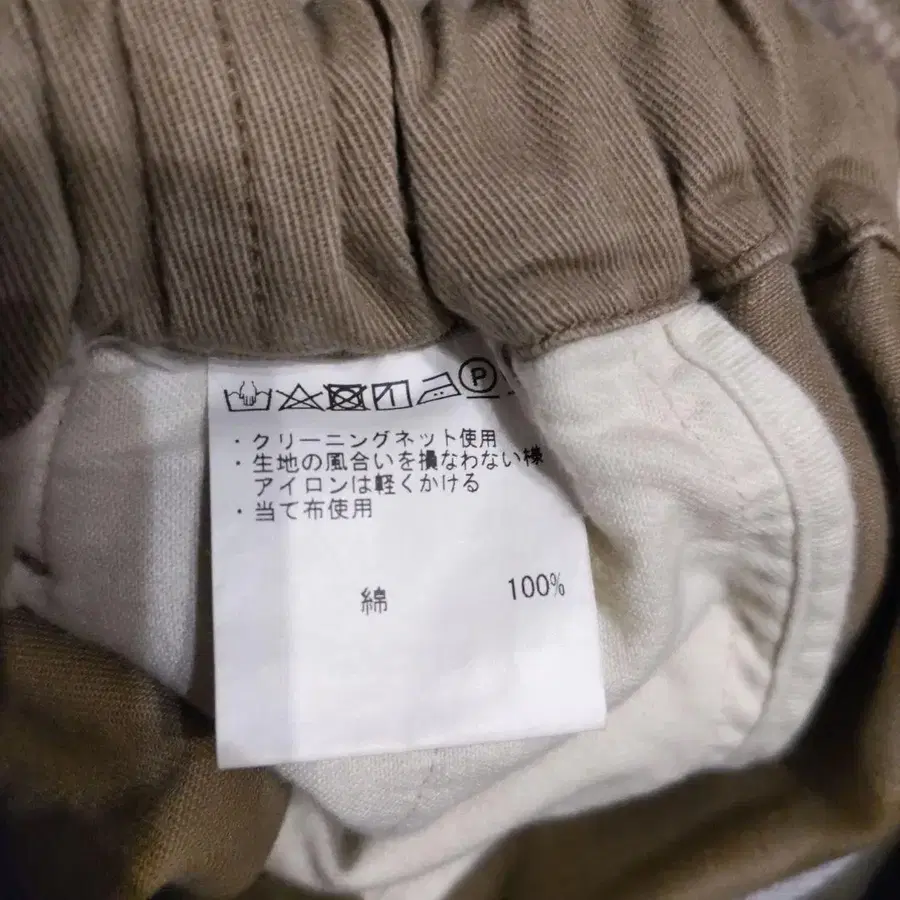 P
・クリーニングネット使用
・生地の風合いを損なわない様
アイロンは軽くかける
・当て布使用
綿 100%